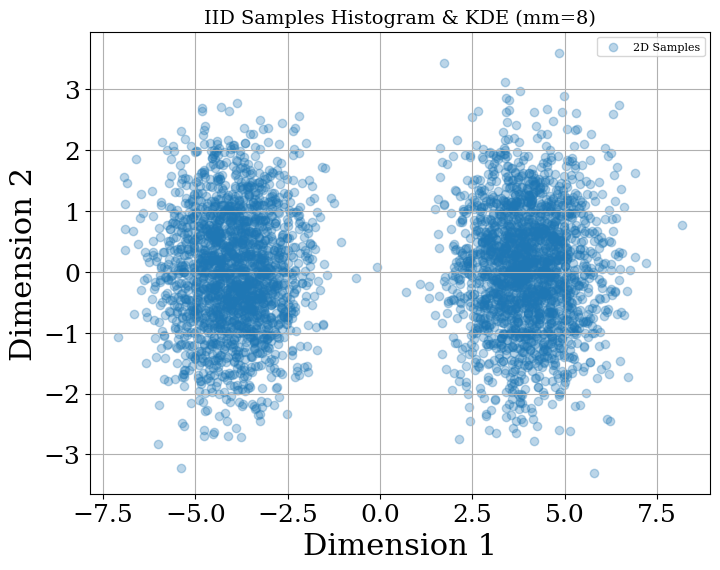 IID Samples Histogram & KDE (mm=8)
2D Samples
3
2
1
0
−1
−2
−3
Dimension 2
−7.5 −5.0 −2.5 0.0 2.5 5.0 7.5
Dimension 1